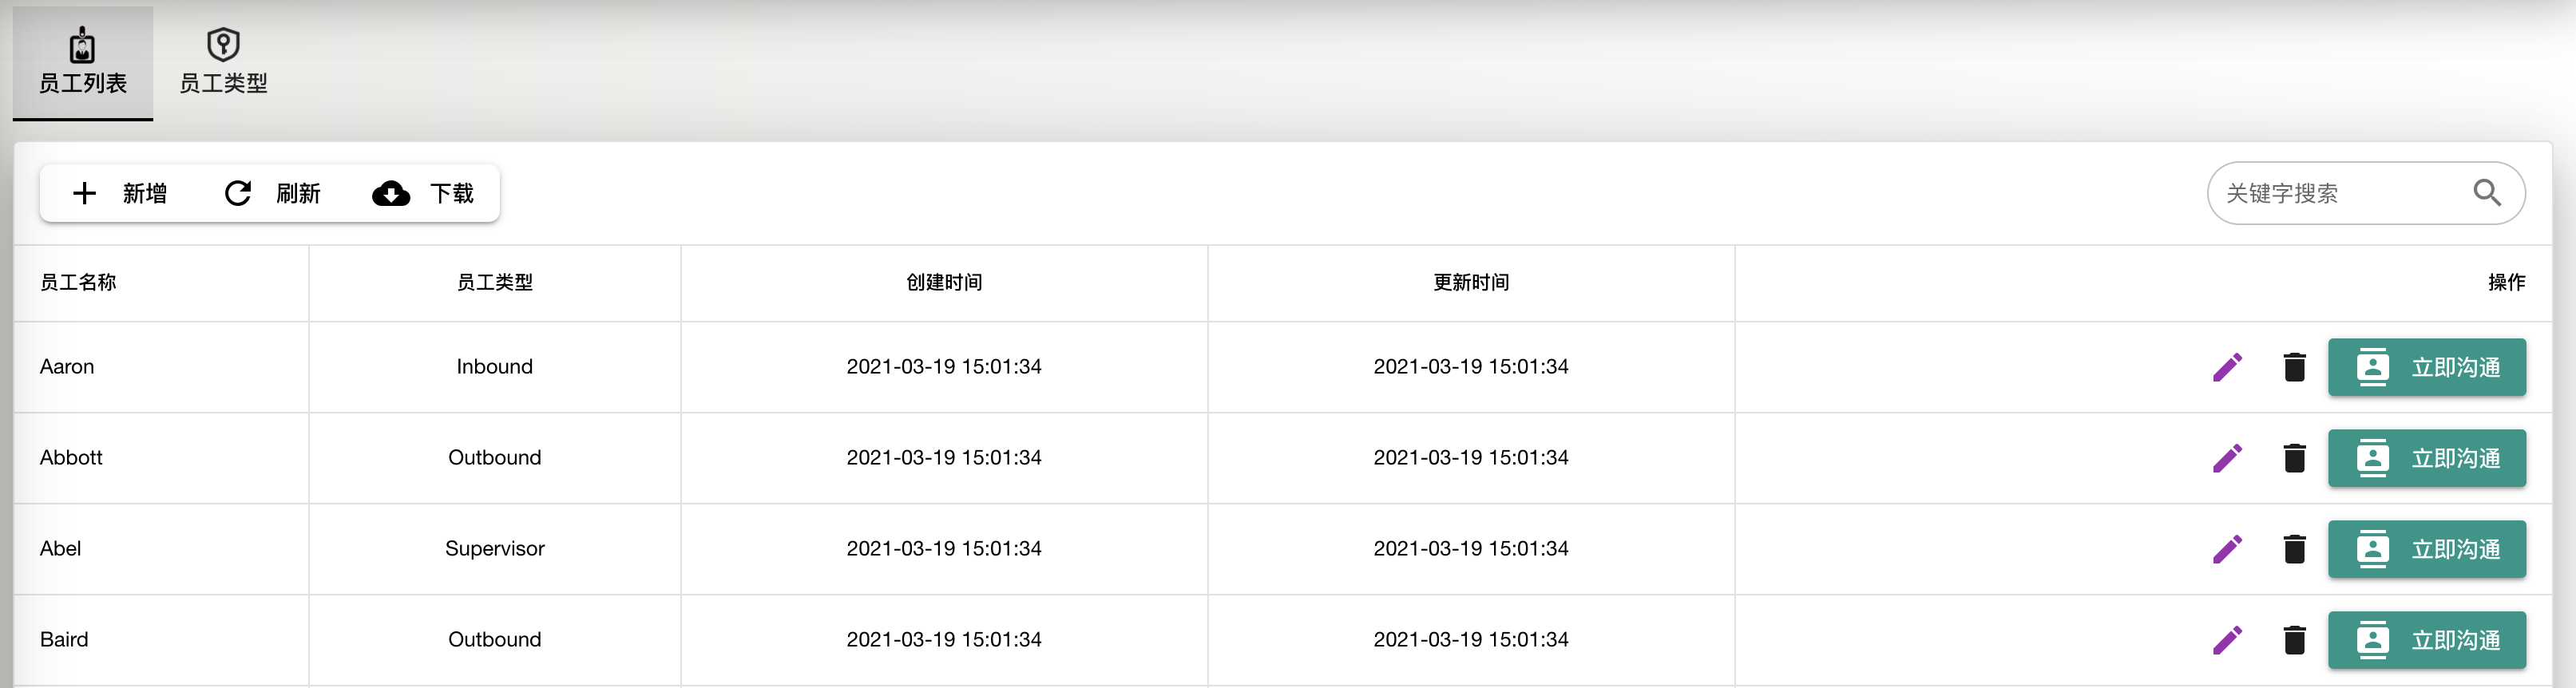 员工列表 员工类型
新增 刷新 下载 关键字搜索
员工名称 员工类型 创建时间 更新时间 操作
Aaron Inbound 2021-03-19 15:01:34 2021-03-19 15:01:34 立即沟通
Abbott Outbound 2021-03-19 15:01:34 2021-03-19 15:01:34 立即沟通
Abel Supervisor 2021-03-19 15:01:34 2021-03-19 15:01:34 立即沟通
Baird Outbound 2021-03-19 15:01:34 2021-03-19 15:01:34 立即沟通